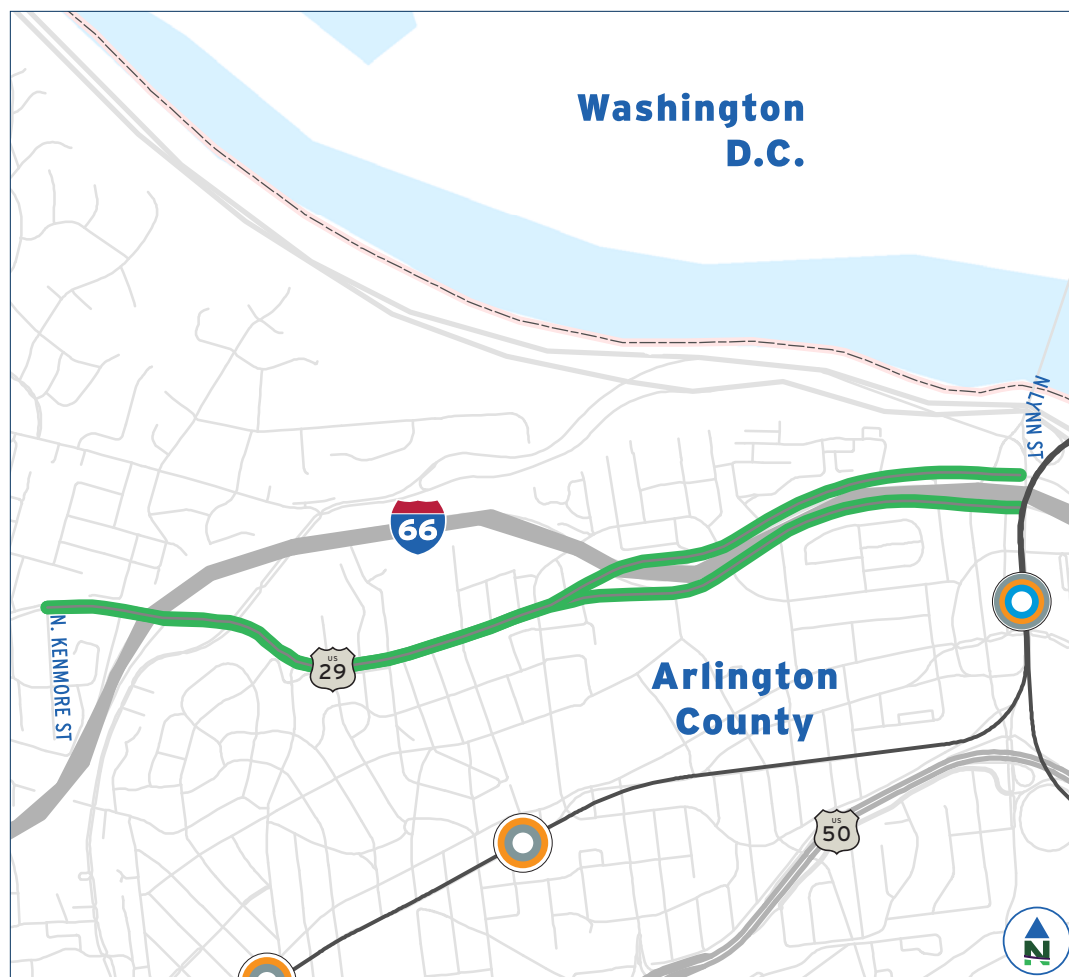 Washington
D.C.
N LYNN ST
66
N. KENMORE ST
US
29
Arlington
County
US
50
N